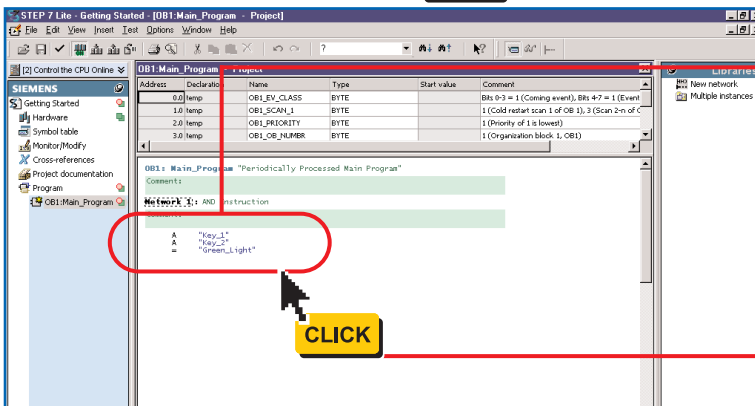 STEP 7 Lite - Getting Started - [OB1:Main_Program - Project]
File Edit View Insert Test Options Window Help
?
[2] Control the CPU Online
SIEMENS
Getting Started
Hardware
Symbol table
Monitor/Modify
Cross-references
Project documentation
Program
OB1:Main_Program
OB1:Main_Program - Project
Address Declaration Name Type Start value Comment
0.0 temp OB1_EV_CLASS BYTE Bits 0-3 = 1 (Coming event), Bits 4-7 = 1 (Event
1.0 temp OB1_SCAN_1 BYTE 1 (Cold restart scan 1 of OB 1), 3 (Scan 2-n of O
2.0 temp OB1_PRIORITY BYTE 1 (Priority of 1 is lowest)
3.0 temp OB1_OB_NUMBR BYTE 1 (Organization block 1, OB1)
OB1: Main_Program "Periodically Processed Main Program"
Comment:
Network 1: AND Instruction
Comment:
A "Key_1"
A "Key_2"
= "Green_Light"
CLICK
Libraries
New network
Multiple instances